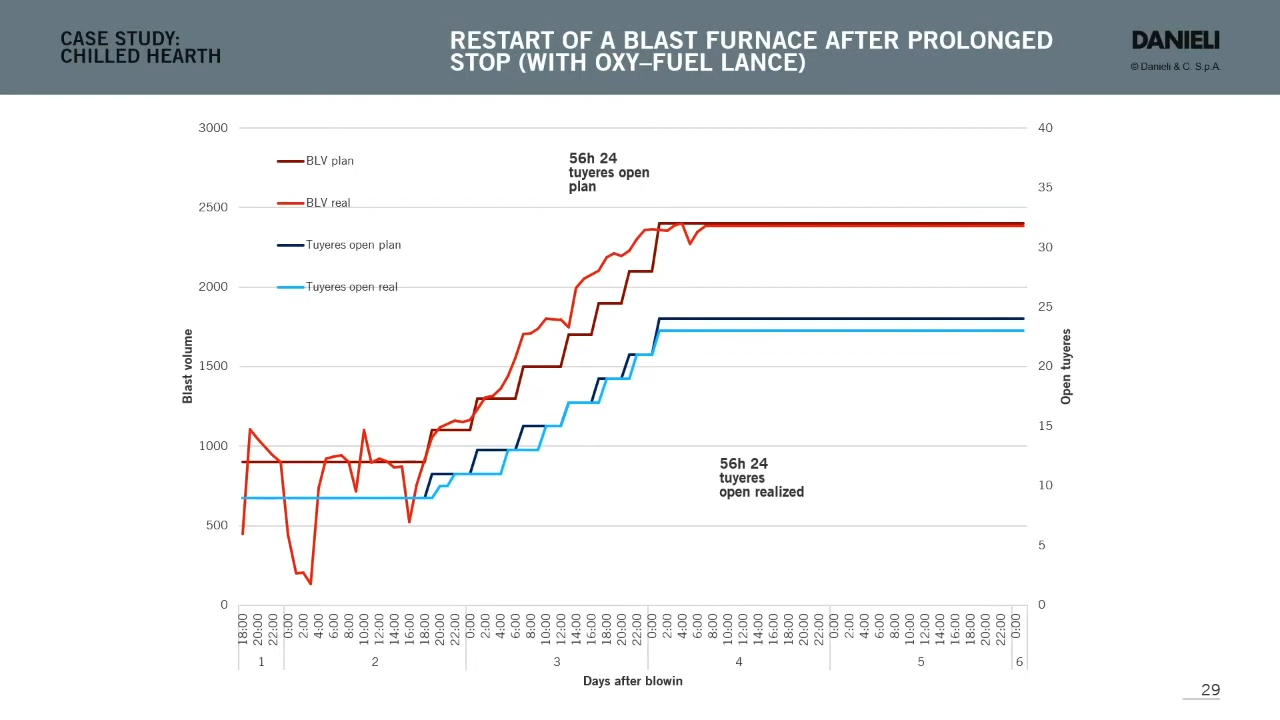 CASE STUDY:
CHILLED HEARTH
RESTART OF A BLAST FURNACE AFTER PROLONGED
STOP (WITH OXY–FUEL LANCE)
DANIELI
© Danieli & C. S.p.A.
3000
2500
2000
1500
1000
500
0
Blast volume
BLV plan
BLV real
Tuyeres open plan
Tuyeres open real
56h 24
tuyeres open
plan
56h 24
tuyeres
open realized
40
35
30
25
20
15
10
5
0
Open tuyeres
18:00 20:00 22:00 0:00 2:00 4:00 6:00 8:00 10:00 12:00 14:00 16:00 18:00 20:00 22:00 0:00 2:00 4:00 6:00 8:00 10:00 12:00 14:00 16:00 18:00 20:00 22:00 0:00 2:00 4:00 6:00 8:00 10:00 12:00 14:00 16:00 18:00 20:00 22:00 0:00 2:00 4:00 6:00 8:00 10:00 12:00 14:00 16:00 18:00 20:00 22:00 0:00
1 2 3 4 5 6
Days after blowin
29